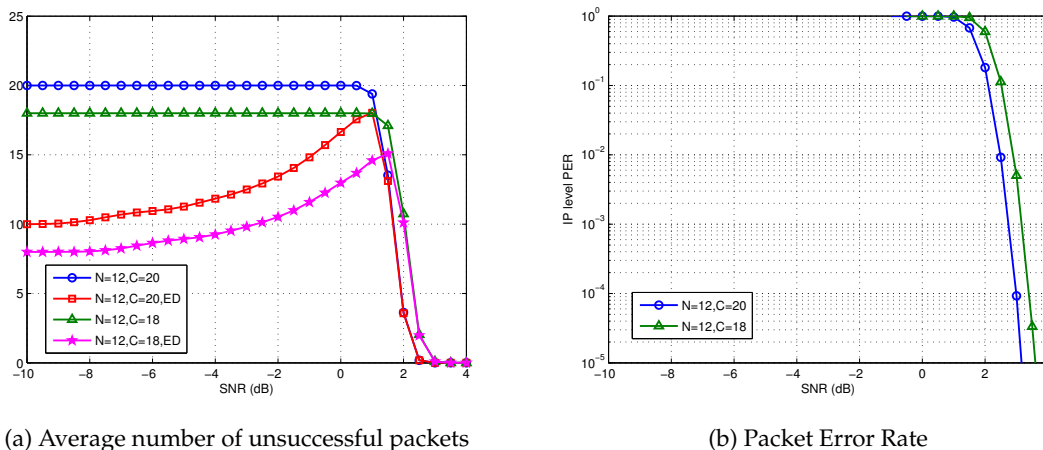 25
20
15
10
5
0
-10 -8 -6 -4 -2 0 2 4
SNR (dB)
N=12,C=20
N=12,C=20,ED
N=12,C=18
N=12,C=18,ED
(a) Average number of unsuccessful packets
10^0
10^-1
10^-2
10^-3
10^-4
10^-5
IP level PER
-10 -8 -6 -4 -2 0 2
SNR (dB)
N=12,C=20
N=12,C=18
(b) Packet Error Rate